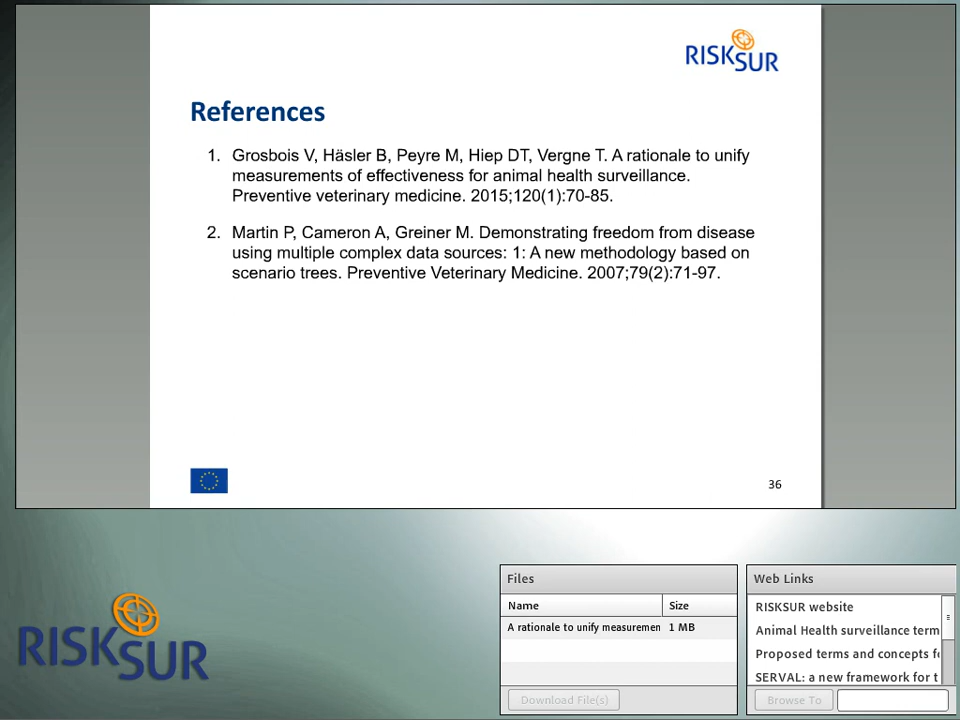 RISKSUR
References
1. Grosbois V, Häsler B, Peyre M, Hiep DT, Vergne T. A rationale to unify
measurements of effectiveness for animal health surveillance.
Preventive veterinary medicine. 2015;120(1):70-85.
2. Martin P, Cameron A, Greiner M. Demonstrating freedom from disease
using multiple complex data sources: 1: A new methodology based on
scenario trees. Preventive Veterinary Medicine. 2007;79(2):71-97.
36
RISKSUR
Files
Name Size
A rationale to unify measuremen 1 MB
Download File(s)
Web Links
RISKSUR website
Animal Health surveillance term
Proposed terms and concepts f
SERVAL: a new framework for t
Browse To